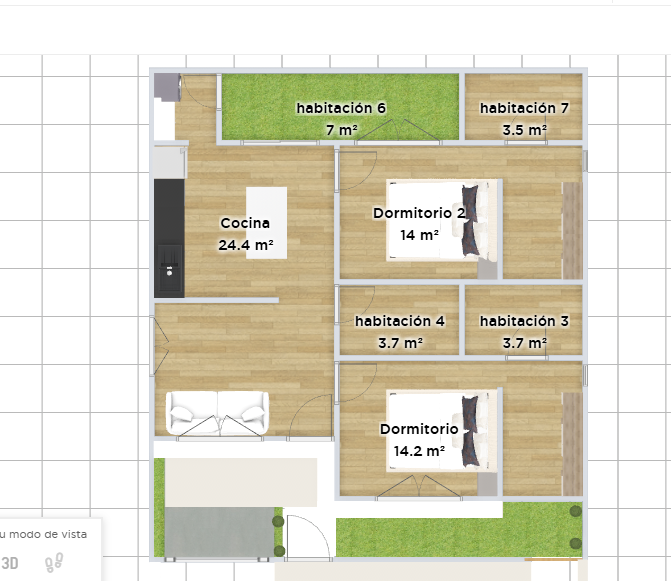 habitación 6
7 m²
habitación 7
3.5 m²
Dormitorio 2
14 m²
Cocina
24.4 m²
habitación 4
3.7 m²
habitación 3
3.7 m²
Dormitorio
14.2 m²
u modo de vista
3D